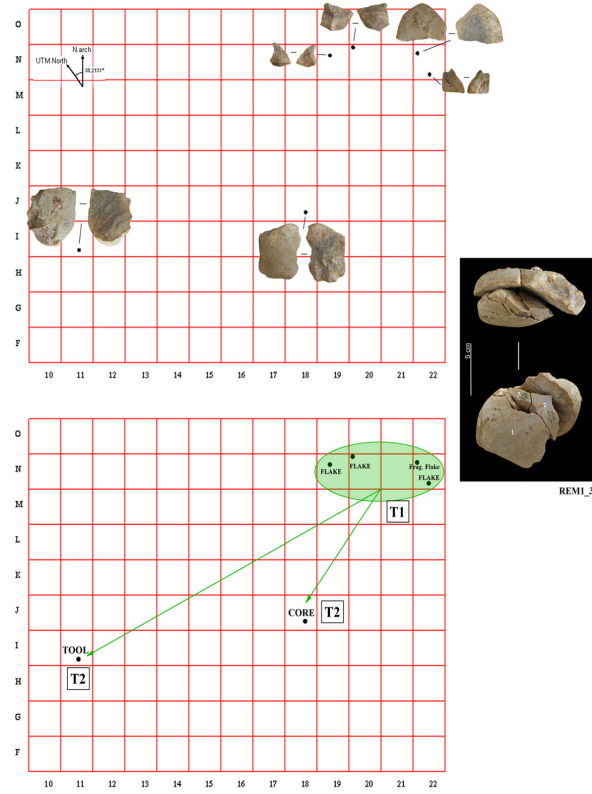 O
N
M
L
K
J
I
H
G
F
N.arch
UTM North
10 11 12 13 14 15 16 17 18 19 20 21 22
5 cm
1
2
REM1_3
O
N
M
L
K
J
I
H
G
F
FLAKE
FLAKE
Frag. Flake
FLAKE
T1
CORE
T2
TOOL
T2
10 11 12 13 14 15 16 17 18 19 20 21 22